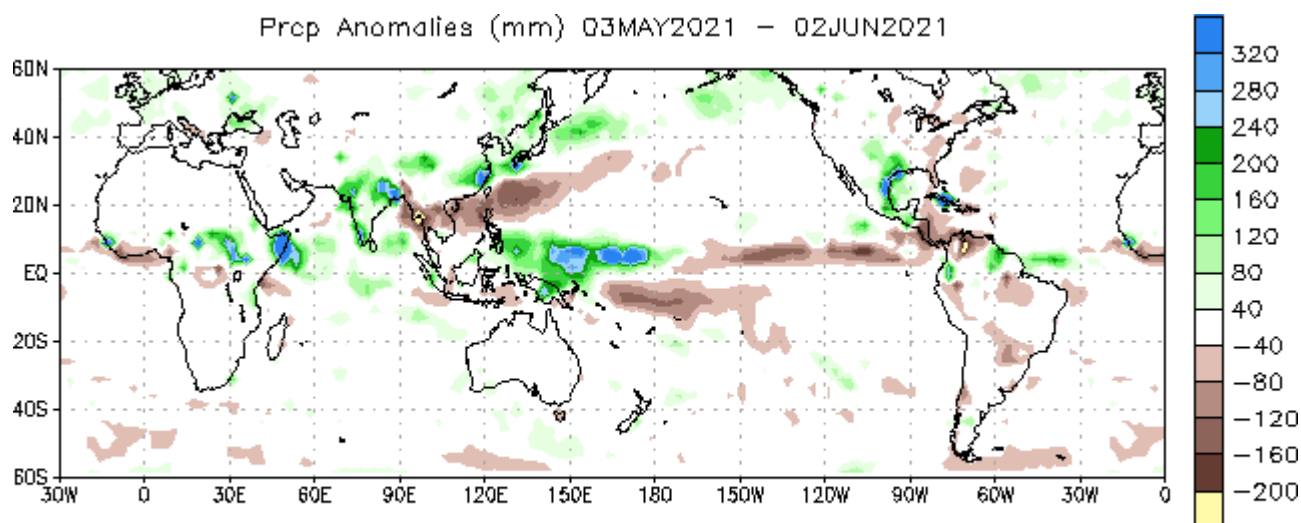 Prcp Anomalies (mm) 03MAY2021 – 02JUN2021
60N
40N
20N
EQ
20S
40S
60S
30W 0 30E 60E 90E 120E 150E 180 150W 120W 90W 60W 30W 0
320
280
240
200
160
120
80
40
−40
−80
−120
−160
−200